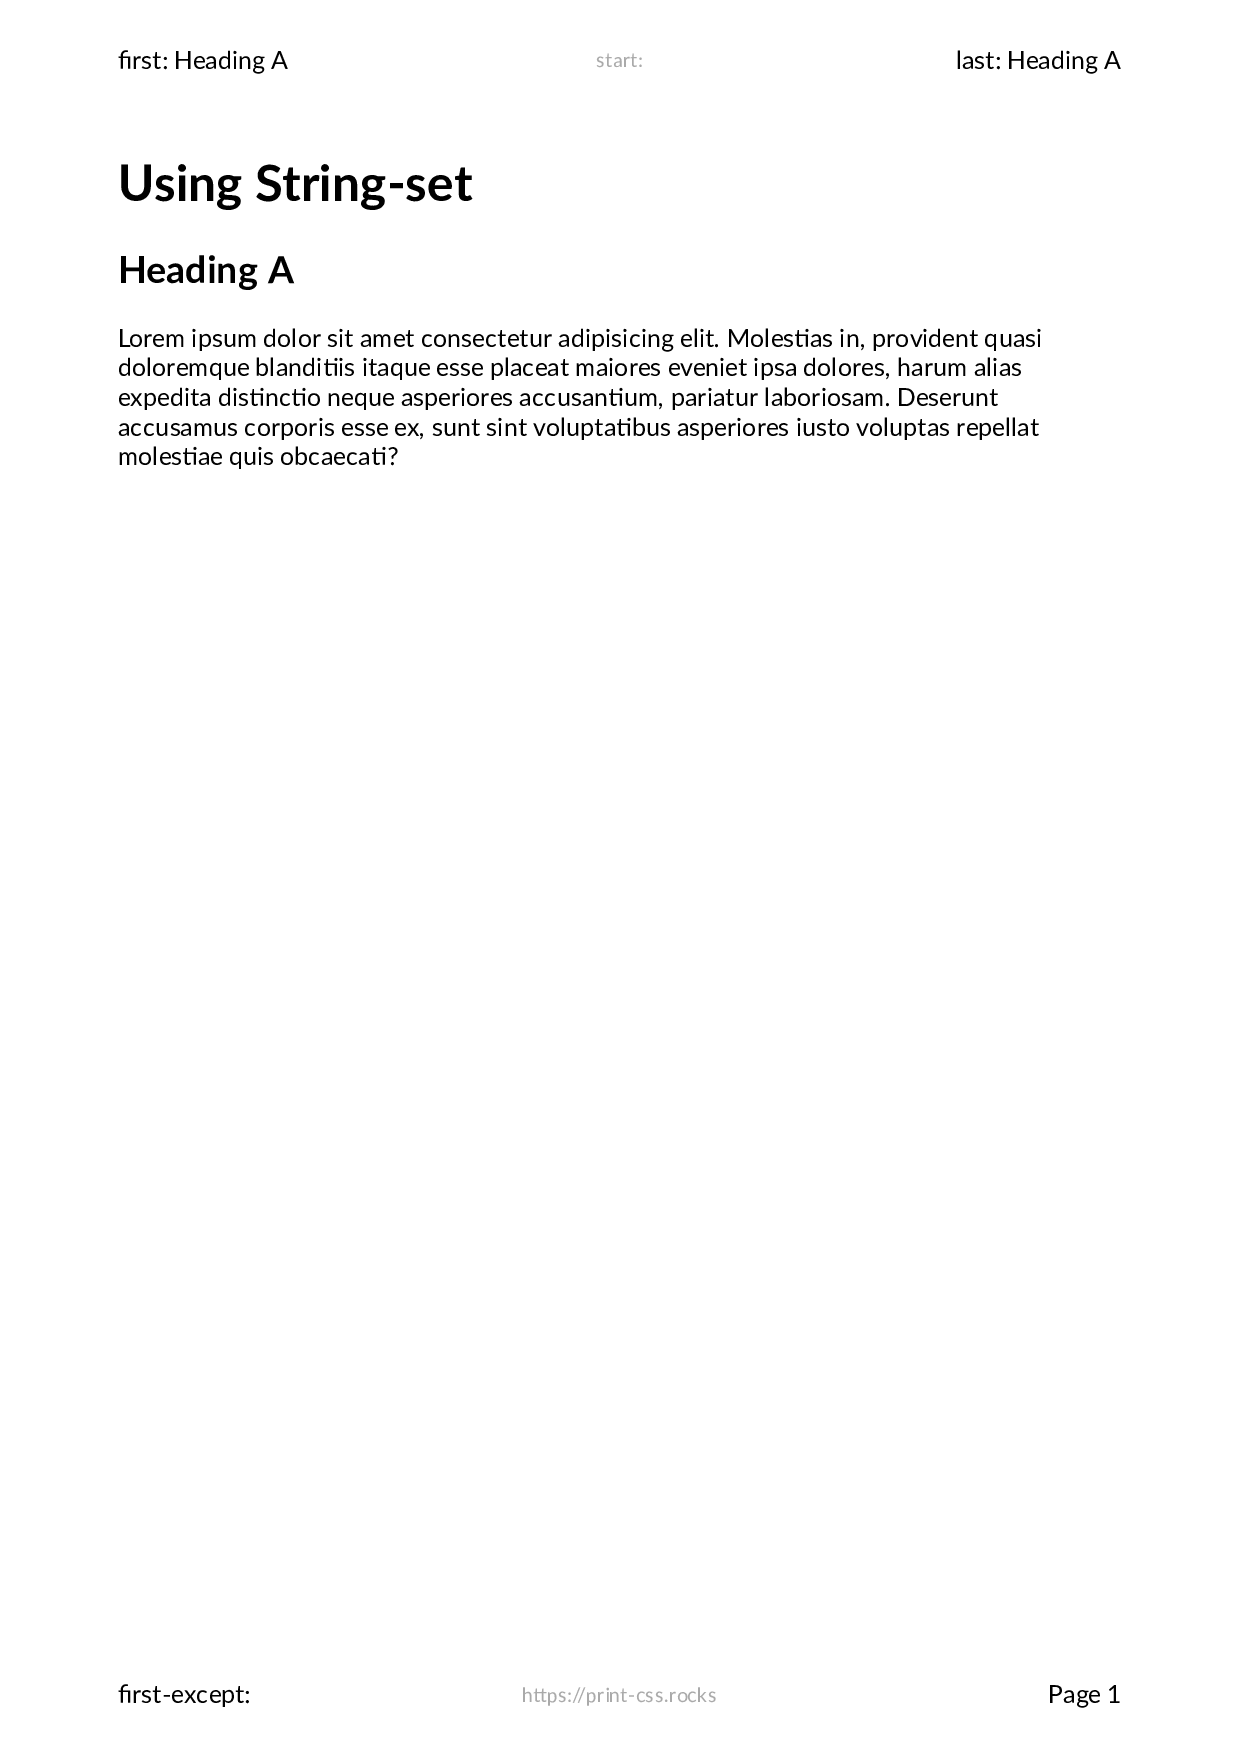 first: Heading A
start:
last: Heading A
Using String-set
Heading A
Lorem ipsum dolor sit amet consectetur adipisicing elit. Molestias in, provident quasi
doloremque blanditiis itaque esse placeat maiores eveniet ipsa dolores, harum alias
expedita distinctio neque asperiores accusantium, pariatur laboriosam. Deserunt
accusamus corporis esse ex, sunt sint voluptatibus asperiores iusto voluptas repellat
molestiae quis obcaecati?
first-except:
https://print-css.rocks
Page 1